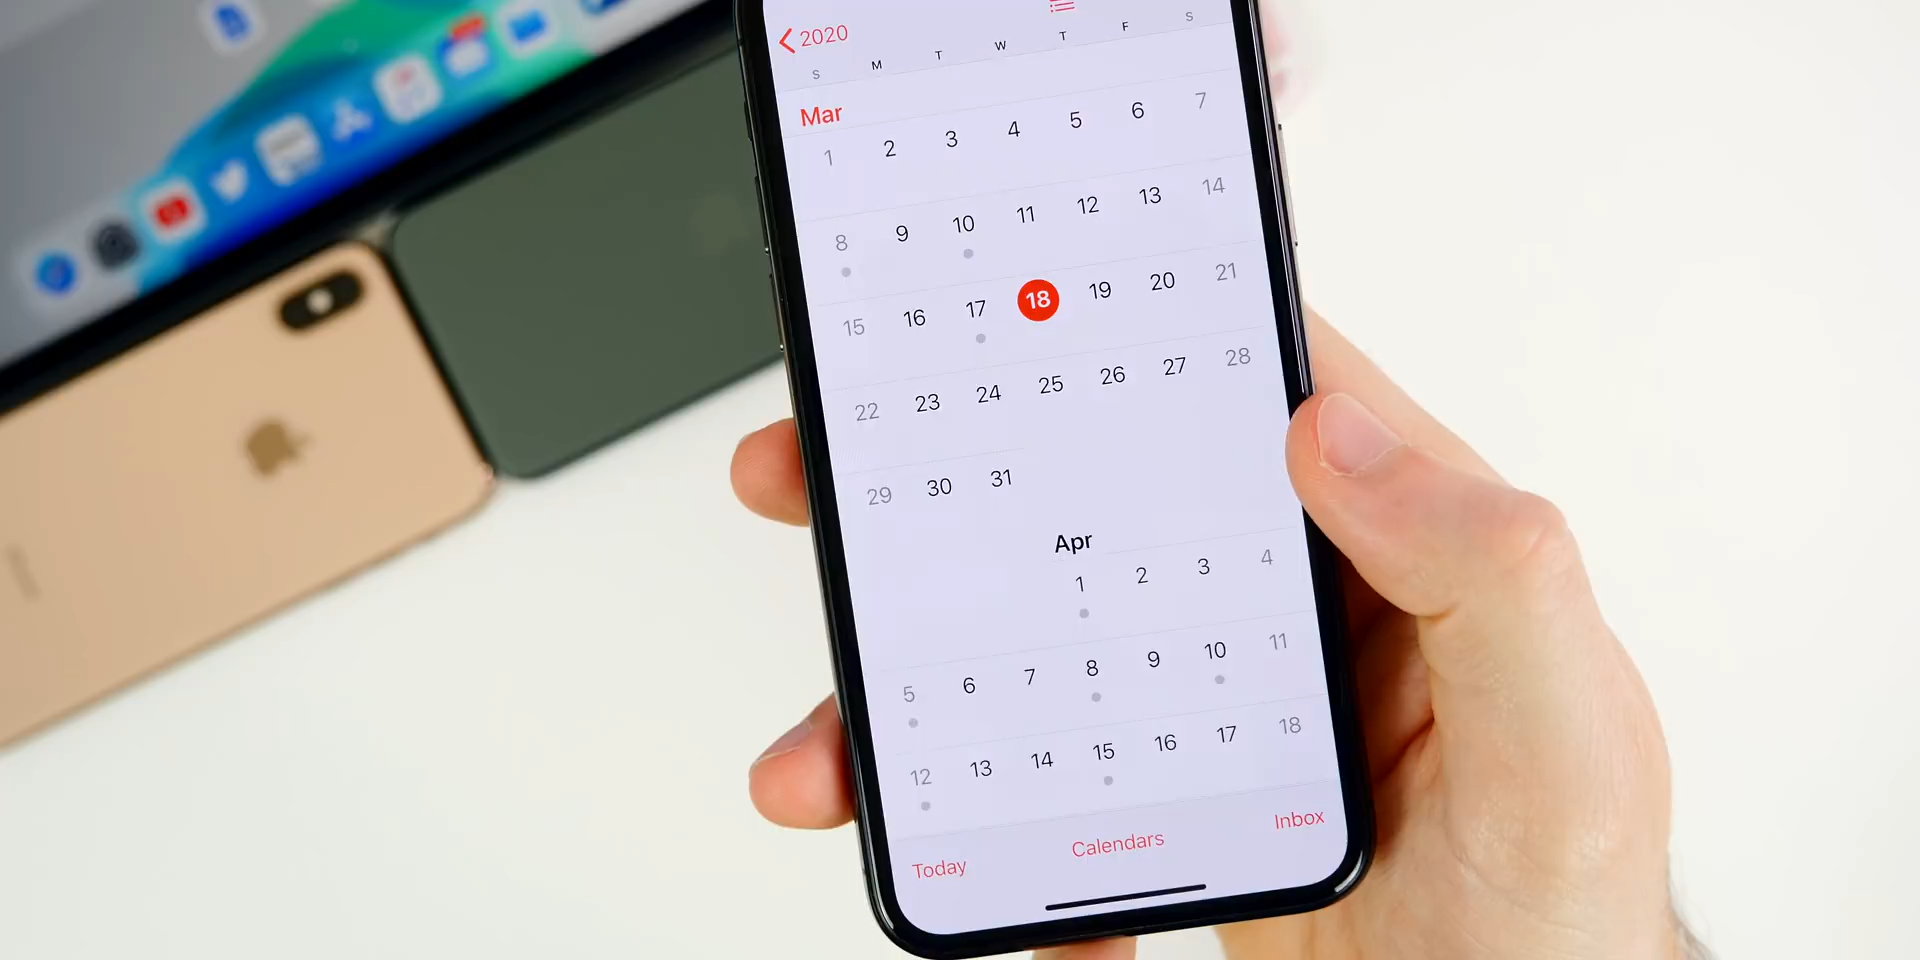 2020
S M T W T F S
Mar
1 2 3 4 5 6 7
8 9 10 11 12 13 14
15 16 17 18 19 20 21
22 23 24 25 26 27 28
29 30 31
Apr
1 2 3 4
5 6 7 8 9 10 11
12 13 14 15 16 17 18
Today Calendars Inbox